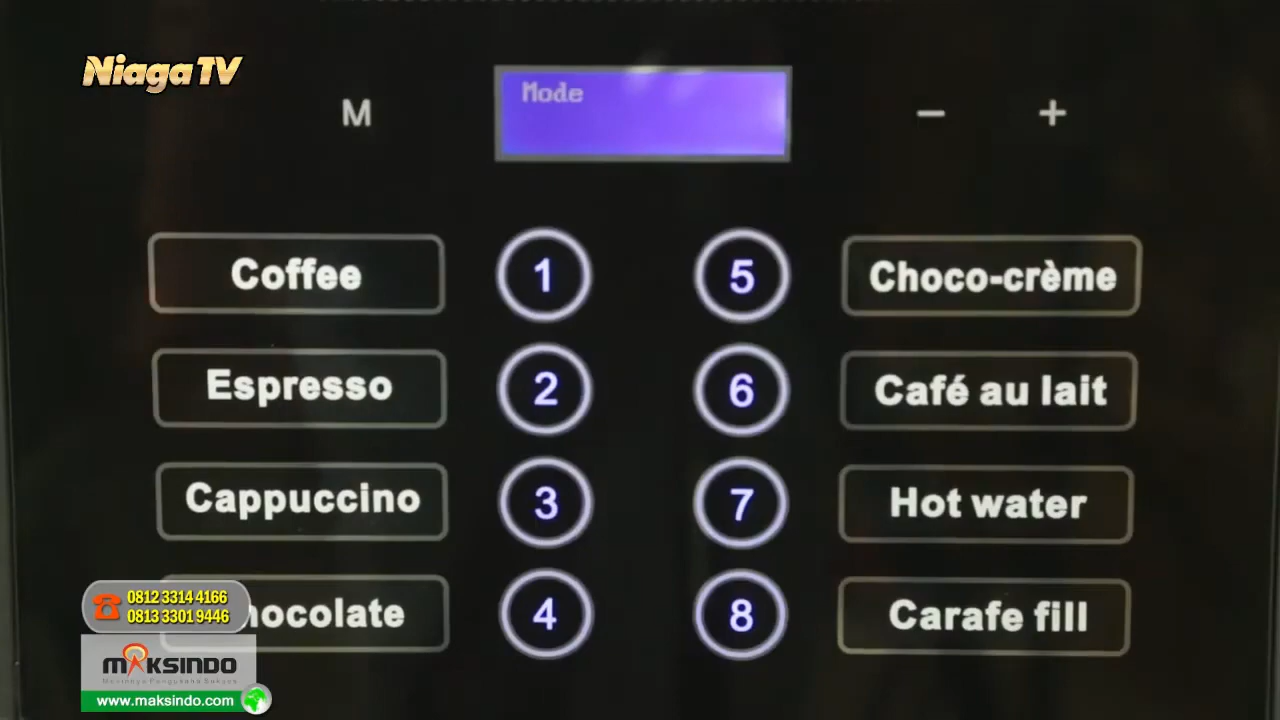 NiagaTV
M
Mode
− +
Coffee 1 5 Choco-crème
Espresso 2 6 Café au lait
Cappuccino 3 7 Hot water
hocolate 4 8 Carafe fill
0812 3314 4166
0813 3301 9446
MAKSINDO
www.maksindo.com